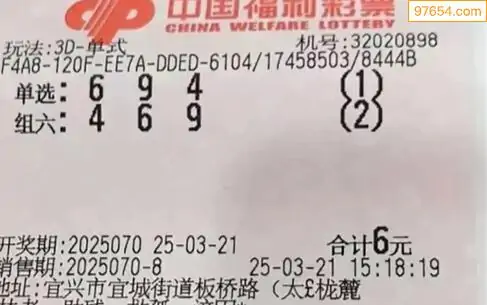 97654.com
中国福利彩票
CHINA WELFARE LOTTERY
玩法:3D-单式 机号:32020898
F4A8-120F-EE7A-DDED-6104/17458503/8444B
单选: 6 9 4 (1)
组六: 4 6 9 (2)
开奖期:2025070 25-03-21 合计6元
销售期:2025070-8 25-03-21 15:18:19
地址:宜兴市宜城街道板桥路(太